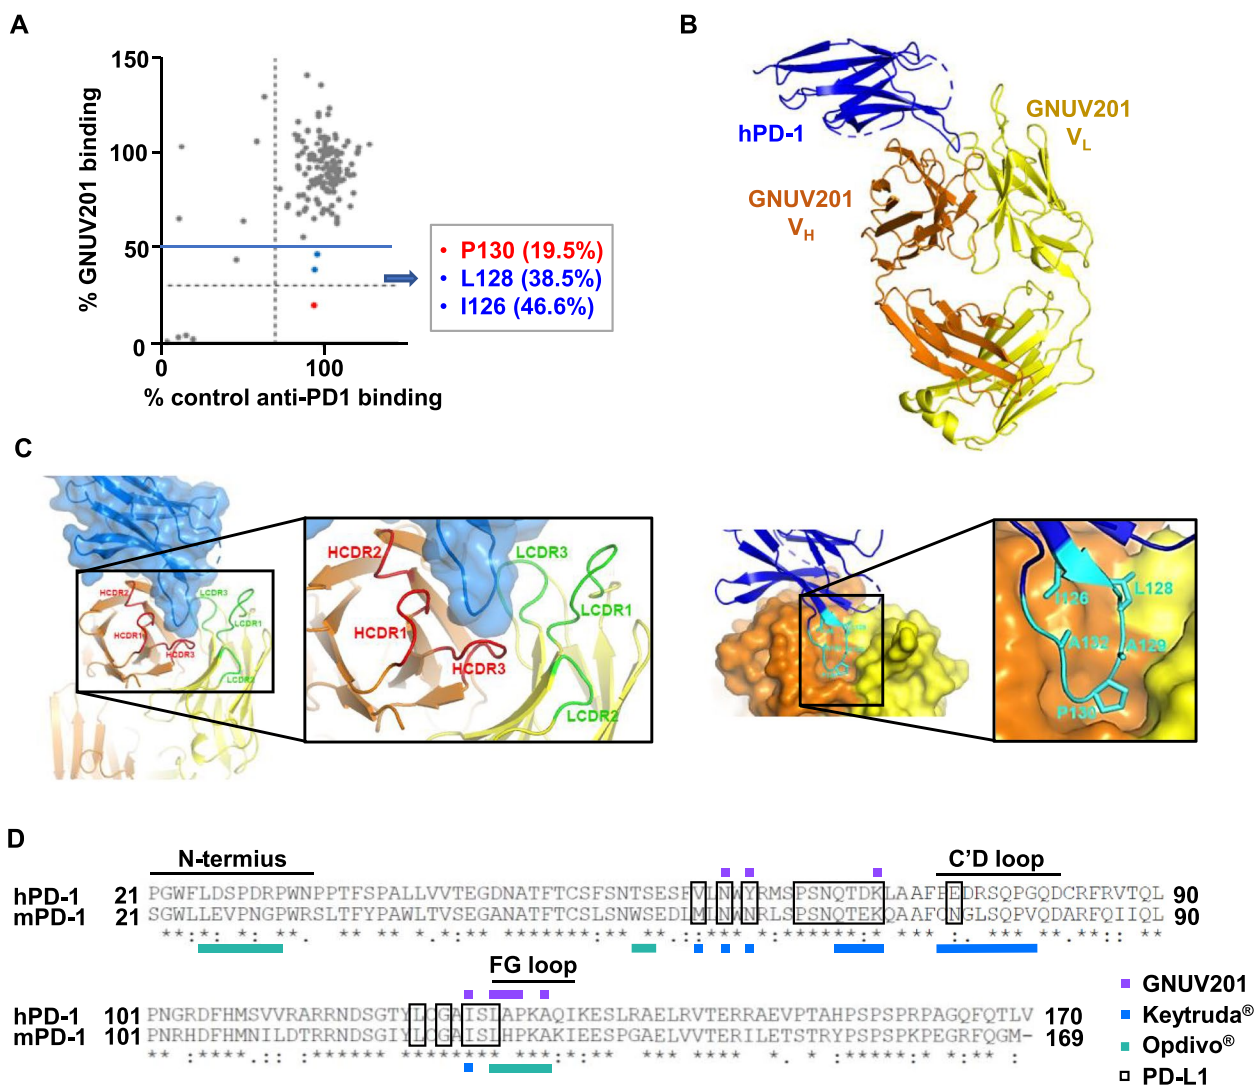 A
B
150
100
50
0
0
100
% GNUV201 binding
% control anti-PD1 binding
• P130 (19.5%)
• L128 (38.5%)
• I126 (46.6%)
hPD-1
GNUV201
VL
GNUV201
VH
C
HCDR2
LCDR3
HCDR1
LCDR1
HCDR3
LCDR2
HCDR2
LCDR3
LCDR1
HCDR1
HCDR3
LCDR2
I126
L128
A132
A129
P130
D
N-termius
C'D loop
hPD-1 21 PGWFLDSPDRPWNPPTFSPALLVVTEGDNATFTCSFSNTSESFVLNWYRMSPSNQTDKLAAFPEDRSQPGQDCRFRVTQL 90
mPD-1 21 SGWLLEVPNGPWRSLTFYPAWLTVSEGANATFTCSLSNWSEDLMLNWNRLSPSNQTEKQAAFCNGLSQPVQDARFQIIQL 90
FG loop
hPD-1 101 PNGRDFHMSVVRARRNDSGTYLCGAISLAPKAQIKESLRAELRVTERRAEVPTAHPSPSPRPAGQFQTLV 170
mPD-1 101 PNRHDFHMNILDTRRNDSGIYLCGAISLHPKAKIEESPGAELVVTERILETSTRYPSPSPKPEGRFQGM- 169
GNUV201
Keytruda®
Opdivo®
PD-L1